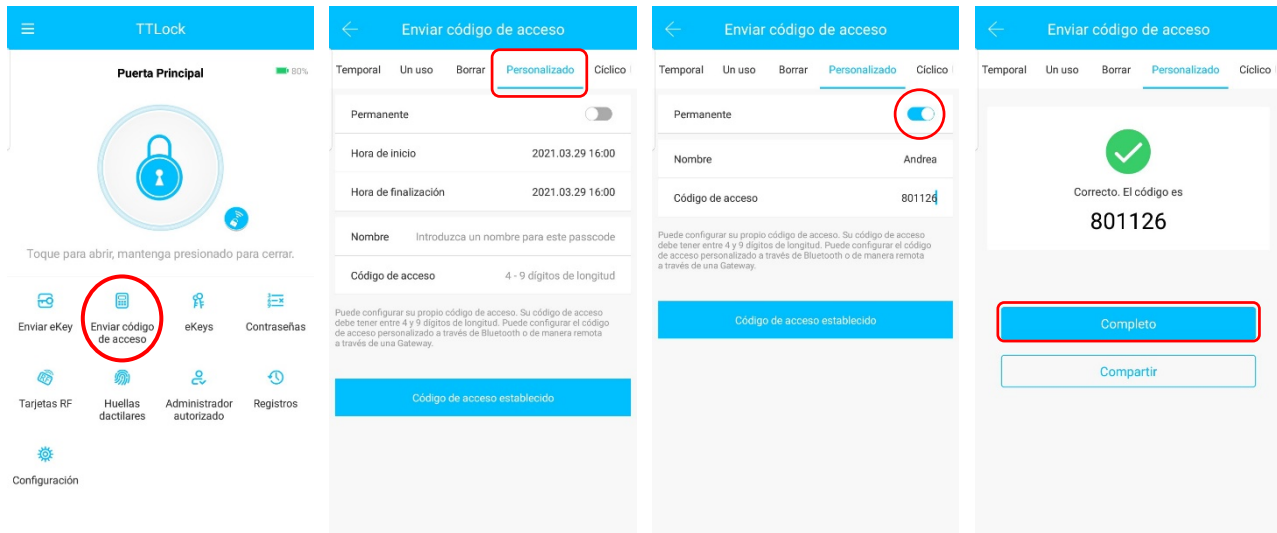 TTLock
Puerta Principal
80%
Toque para abrir, mantenga presionado para cerrar.
Enviar eKey
Enviar código
de acceso
eKeys
Contraseñas
Tarjetas RF
Huellas
dactilares
Administrador
autorizado
Registros
Configuración
Enviar código de acceso
Temporal Un uso Borrar Personalizado Cíclico
Permanente
Hora de inicio 2021.03.29 16:00
Hora de finalización 2021.03.29 16:00
Nombre Introduzca un nombre para este passcode
Código de acceso 4 - 9 dígitos de longitud
Puede configurar su propio código de acceso. Su código de acceso
debe tener entre 4 y 9 dígitos de longitud. Puede configurar el código
de acceso personalizado a través de Bluetooth o de manera remota
a través de una Gateway.
Código de acceso establecido
Enviar código de acceso
Temporal Un uso Borrar Personalizado Cíclico
Permanente
Nombre Andrea
Código de acceso 801126
Puede configurar su propio código de acceso. Su código de acceso
debe tener entre 4 y 9 dígitos de longitud. Puede configurar el código
de acceso personalizado a través de Bluetooth o de manera remota
a través de una Gateway.
Código de acceso establecido
Enviar código de acceso
Temporal Un uso Borrar Personalizado Cíclico
Correcto. El código es
801126
Completo
Compartir